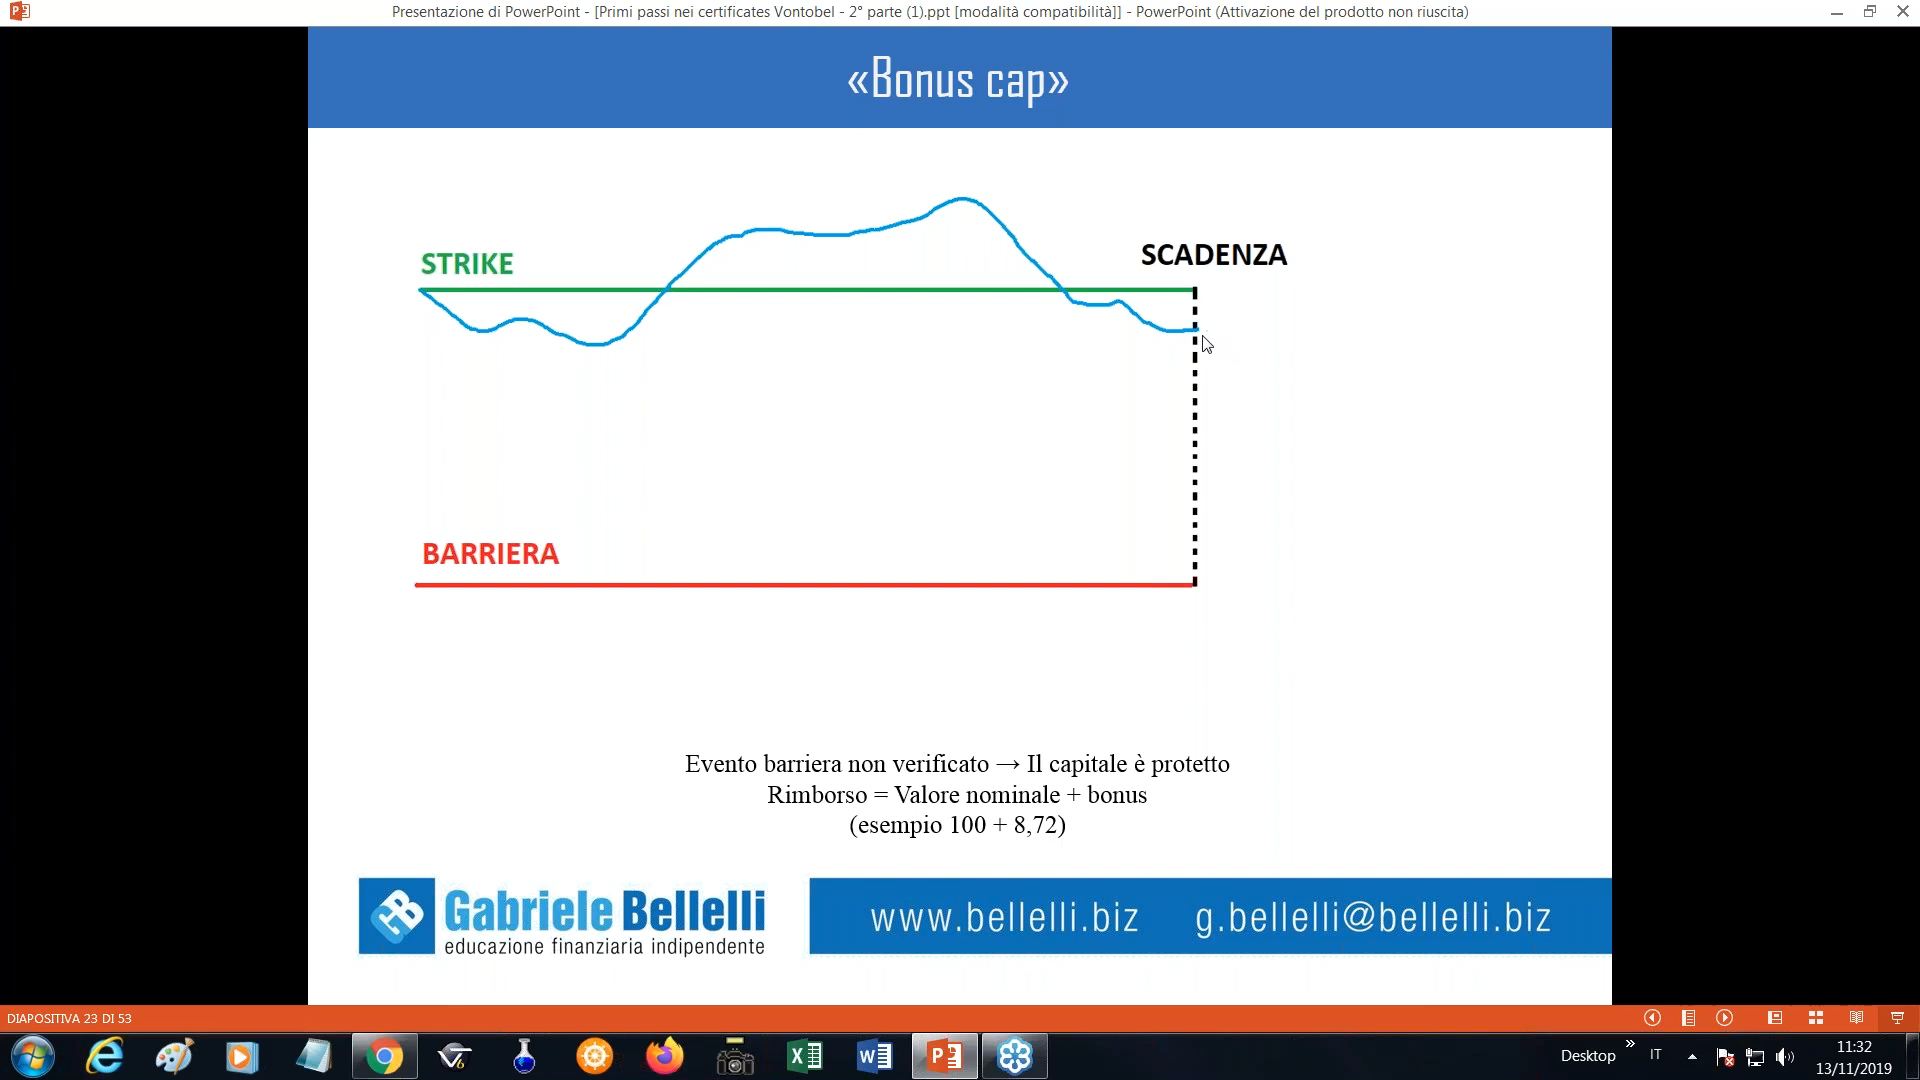 Presentazione di PowerPoint - [Primi passi nei certificates Vontobel - 2° parte (1).ppt [modalità compatibilità]] - PowerPoint (Attivazione del prodotto non riuscita)
«Bonus cap»
STRIKE
SCADENZA
BARRIERA
Evento barriera non verificato → Il capitale è protetto
Rimborso = Valore nominale + bonus
(esempio 100 + 8,72)
Gabriele Bellelli
educazione finanziaria indipendente
www.bellelli.biz g.bellelli@bellelli.biz
DIAPOSITIVA 23 DI 53
Desktop » IT
11:32
13/11/2019